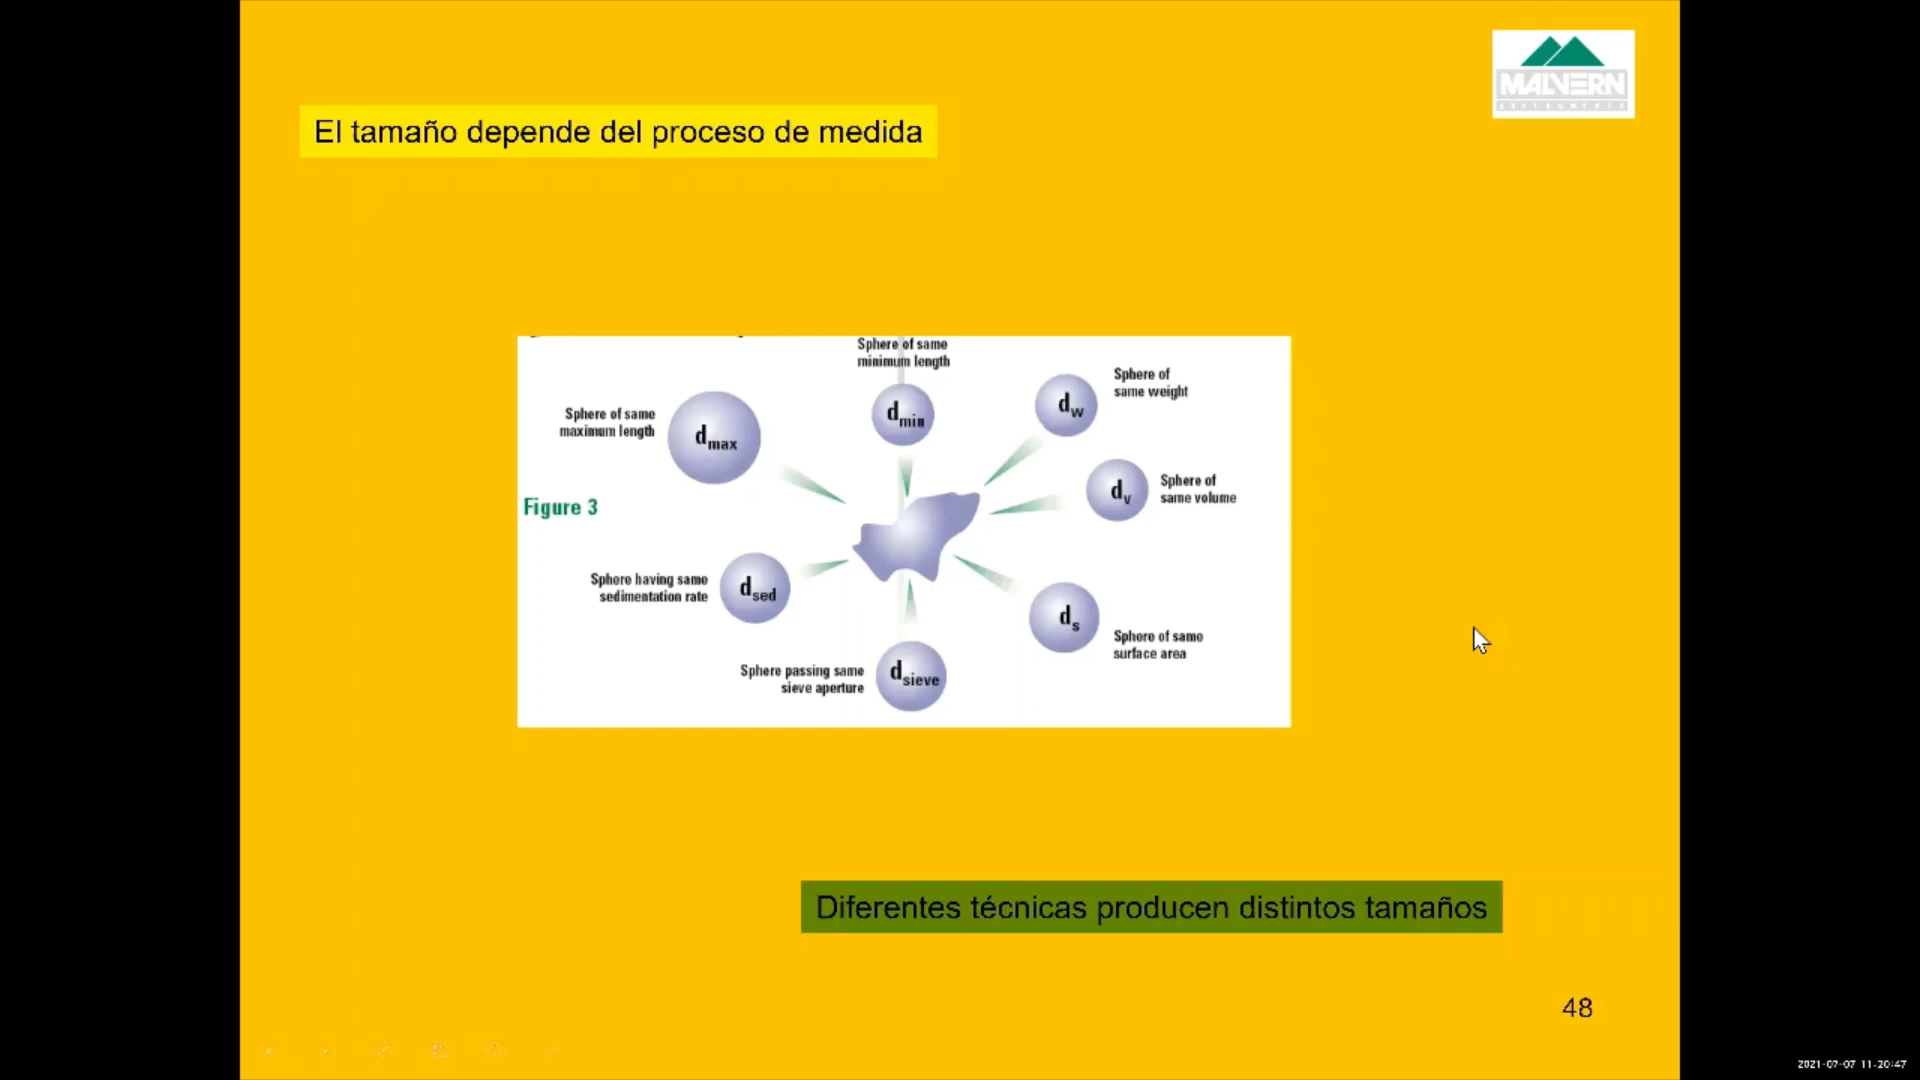 MALVERN
INSTRUMENTS
El tamaño depende del proceso de medida
Sphere of same
minimum length
dmin
Sphere of
same weight
dw
Sphere of same
maximum length
dmax
Sphere of
same volume
dv
Figure 3
Sphere having same
sedimentation rate
dsed
Sphere of same
surface area
ds
Sphere passing same
sieve aperture
dsieve
Diferentes técnicas producen distintos tamaños
48
2021-07-07 11:20:47